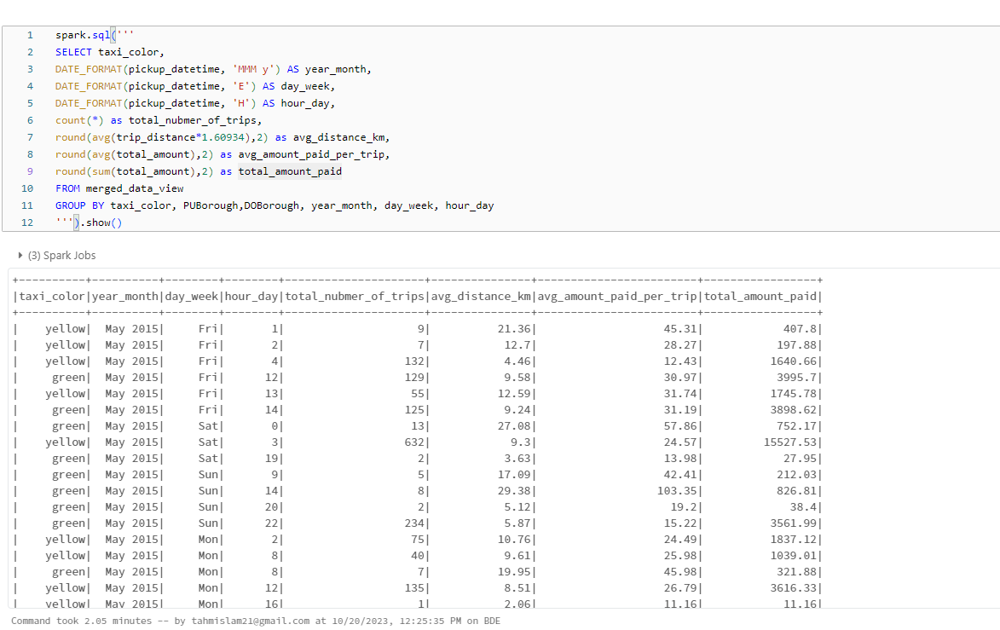 1 spark.sql('''
2 SELECT taxi_color,
3 DATE_FORMAT(pickup_datetime, 'MMM y') AS year_month,
4 DATE_FORMAT(pickup_datetime, 'E') AS day_week,
5 DATE_FORMAT(pickup_datetime, 'H') AS hour_day,
6 count(*) as total_nubmer_of_trips,
7 round(avg(trip_distance*1.60934),2) as avg_distance_km,
8 round(avg(total_amount),2) as avg_amount_paid_per_trip,
9 round(sum(total_amount),2) as total_amount_paid
10 FROM merged_data_view
11 GROUP BY taxi_color, PUBorough,DOBorough, year_month, day_week, hour_day
12 ''').show()
(3) Spark Jobs
+----------+----------+--------+--------+---------------------+---------------+------------------------+-----------------+
|taxi_color|year_month|day_week|hour_day|total_nubmer_of_trips|avg_distance_km|avg_amount_paid_per_trip|total_amount_paid|
+----------+----------+--------+--------+---------------------+---------------+------------------------+-----------------+
|    yellow|  May 2015|     Fri|       1|                    9|          21.36|                   45.31|            407.8|
|    yellow|  May 2015|     Fri|       2|                    7|           12.7|                   28.27|           197.88|
|    yellow|  May 2015|     Fri|       4|                  132|           4.46|                   12.43|          1640.66|
|     green|  May 2015|     Fri|      12|                  129|           9.58|                   30.97|           3995.7|
|    yellow|  May 2015|     Fri|      13|                   55|          12.59|                   31.74|          1745.78|
|     green|  May 2015|     Fri|      14|                  125|           9.24|                   31.19|          3898.62|
|     green|  May 2015|     Sat|       0|                   13|          27.08|                   57.86|           752.17|
|    yellow|  May 2015|     Sat|       3|                  632|            9.3|                   24.57|         15527.53|
|     green|  May 2015|     Sat|      19|                    2|           3.63|                   13.98|            27.95|
|     green|  May 2015|     Sun|       9|                    5|          17.09|                   42.41|           212.03|
|     green|  May 2015|     Sun|      14|                    8|          29.38|                  103.35|           826.81|
|     green|  May 2015|     Sun|      20|                    2|           5.12|                    19.2|             38.4|
|     green|  May 2015|     Sun|      22|                  234|           5.87|                   15.22|          3561.99|
|    yellow|  May 2015|     Mon|       2|                   75|          10.76|                   24.49|          1837.12|
|    yellow|  May 2015|     Mon|       8|                   40|           9.61|                   25.98|          1039.01|
|     green|  May 2015|     Mon|       8|                    7|          19.95|                   45.98|           321.88|
|    yellow|  May 2015|     Mon|      12|                  135|           8.51|                   26.79|          3616.33|
|    yellow|  May 2015|     Mon|      16|                    1|           2.06|                   11.16|            11.16|
Command took 2.05 minutes -- by tahmislam21@gmail.com at 10/20/2023, 12:25:35 PM on BDE